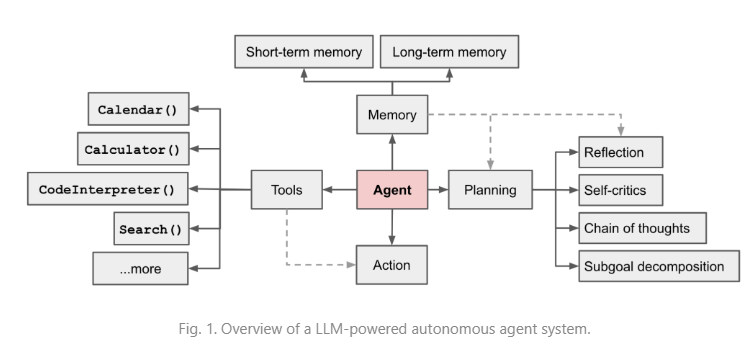 Short-term memory
Long-term memory
Memory
Calendar()
Calculator()
CodeInterpreter()
Search()
...more
Tools
Agent
Planning
Action
Reflection
Self-critics
Chain of thoughts
Subgoal decomposition
Fig. 1. Overview of a LLM-powered autonomous agent system.